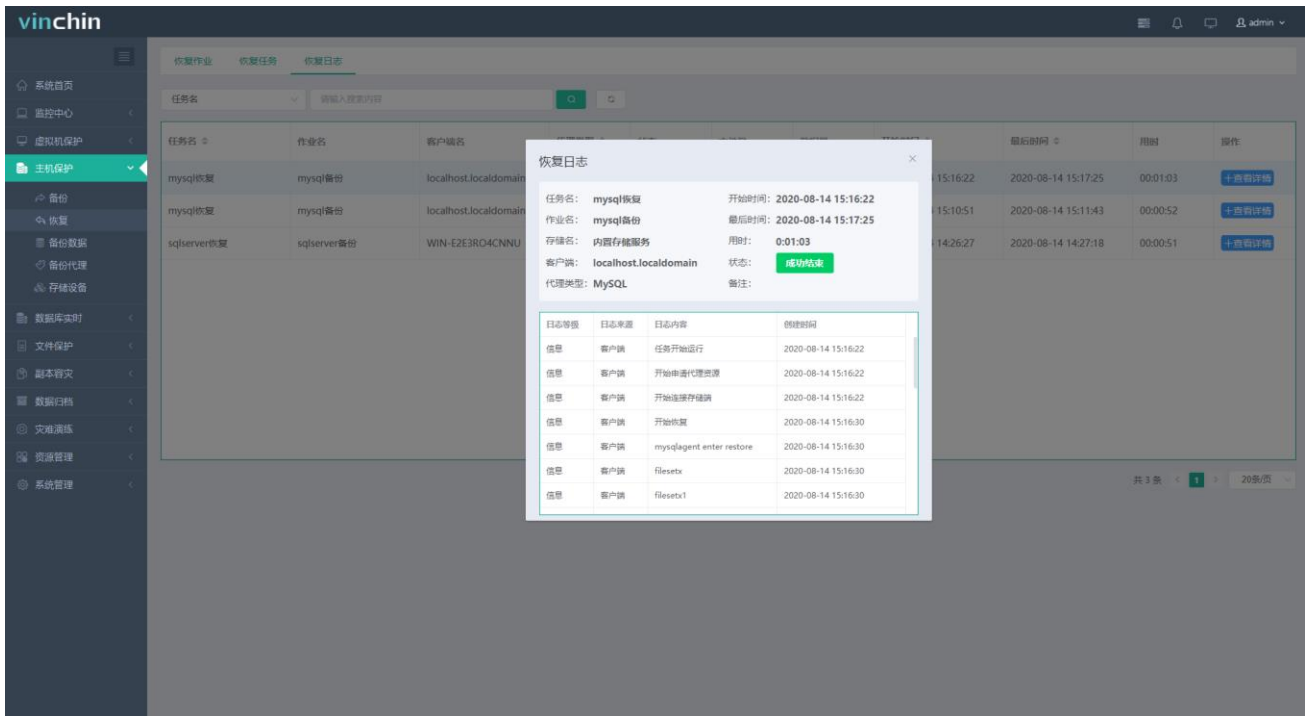 vinchin
admin
恢复作业 恢复任务 恢复日志
系统首页
监控中心
虚拟机保护
主机保护
备份
恢复
备份数据
备份代理
存储设备
数据库实时
文件保护
副本容灾
数据归档
灾难演练
资源管理
系统管理
任务名 请输入搜索内容
任务名 作业名 客户端名 最后时间 用时 操作
mysql恢复 mysql备份 localhost.localdomain 15:16:22 2020-08-14 15:17:25 00:01:03 +查看详情
mysql恢复 mysql备份 localhost.localdomain 15:10:51 2020-08-14 15:11:43 00:00:52 +查看详情
sqlserver恢复 sqlserver备份 WIN-E2E3RO4CNNU 14:26:27 2020-08-14 14:27:18 00:00:51 +查看详情
恢复日志
任务名: mysql恢复 开始时间: 2020-08-14 15:16:22
作业名: mysql备份 最后时间: 2020-08-14 15:17:25
存储名: 内置存储服务 用时: 0:01:03
客户端: localhost.localdomain 状态: 成功结束
代理类型: MySQL 备注:
日志等级 日志来源 日志内容 创建时间
信息 客户端 任务开始运行 2020-08-14 15:16:22
信息 客户端 开始申请代理资源 2020-08-14 15:16:22
信息 客户端 开始连接存储端 2020-08-14 15:16:22
信息 客户端 开始恢复 2020-08-14 15:16:30
信息 客户端 mysqlagent enter restore 2020-08-14 15:16:30
信息 客户端 filesetx 2020-08-14 15:16:30
信息 客户端 filesetx1 2020-08-14 15:16:30
共 3 条 1 20条/页